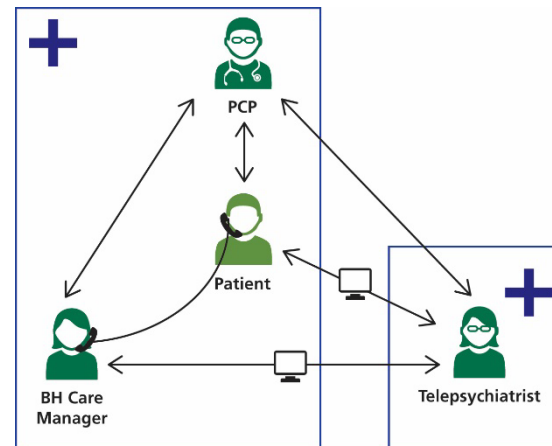 PCP
Patient
BH Care
Manager
Telepsychiatrist